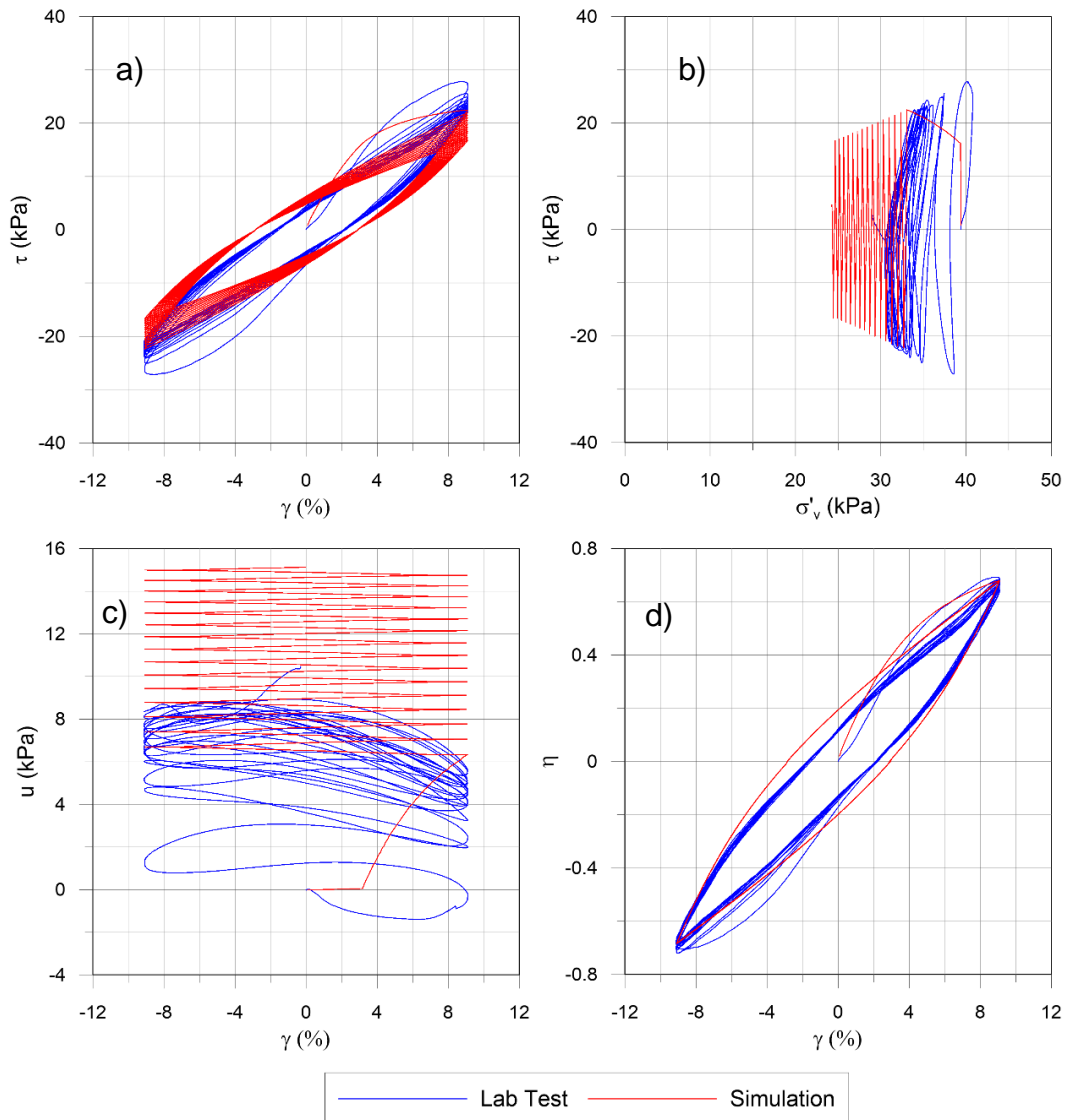 40
20
0
-20
-40
τ (kPa)
a)
-12 -8 -4 0 4 8 12
γ (%)
40
20
0
-20
-40
τ (kPa)
b)
0 10 20 30 40 50
σ'v (kPa)
16
12
8
4
0
-4
u (kPa)
c)
-12 -8 -4 0 4 8 12
γ (%)
0.8
0.4
0
-0.4
-0.8
η
d)
-12 -8 -4 0 4 8 12
γ (%)
Lab Test Simulation